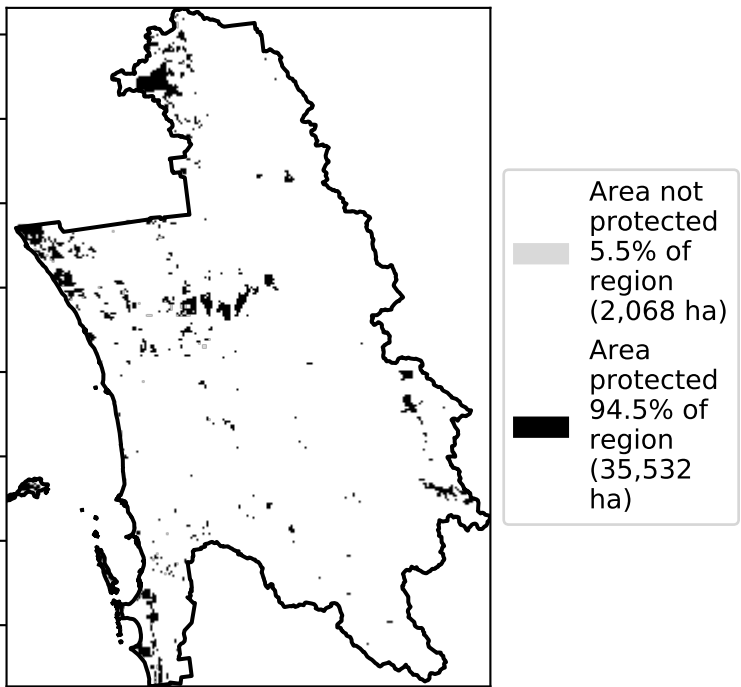 Area not
protected
5.5% of
region
(2,068 ha)
Area
protected
94.5% of
region
(35,532
ha)